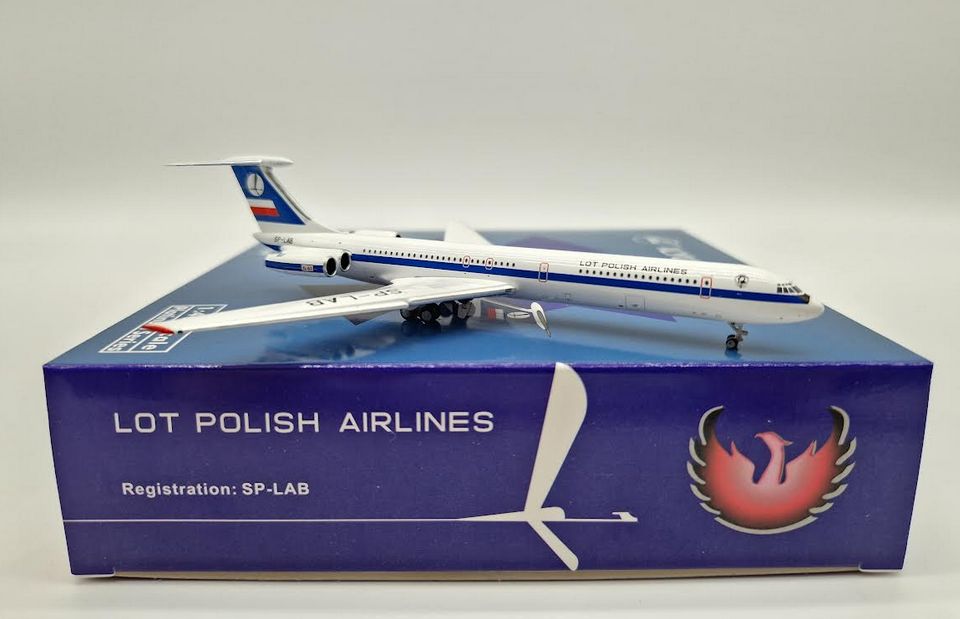 SP-LAB
LOT POLISH AIRLINES
SP-LAB
LOT POLISH AIRLINES
Registration: SP-LAB